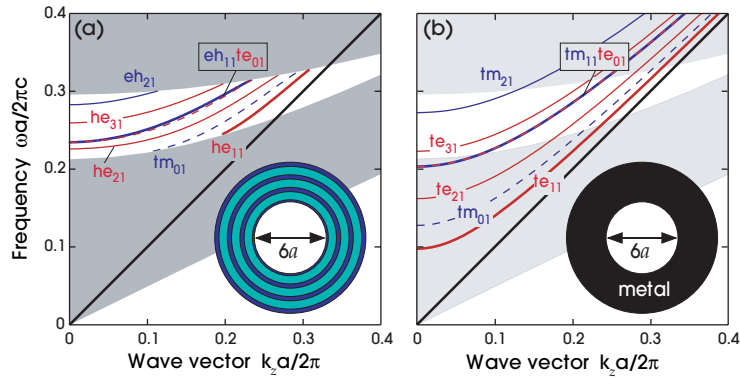 (a)
(b)
0.4
0.3
0.2
0.1
0
Frequency ωa/2πc
eh₂₁
eh₁₁te₀₁
he₃₁
he₂₁
tm₀₁
he₁₁
6a
0
0.1
0.2
0.3
0.4
Wave vector k_z a/2π
tm₂₁
tm₁₁te₀₁
te₃₁
te₂₁
tm₀₁
te₁₁
6a
metal
0
0.1
0.2
0.3
0.4
Wave vector k_z a/2π